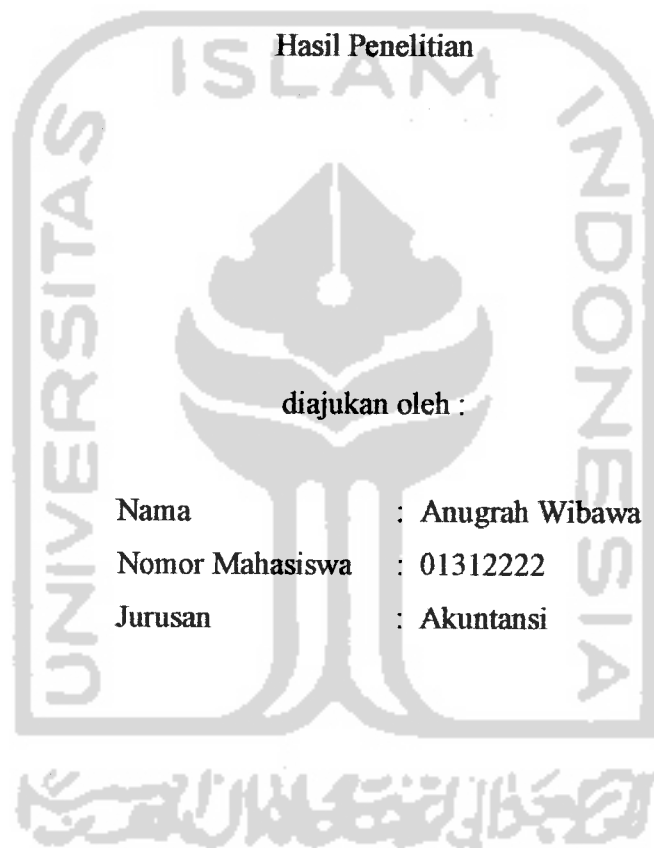 Hasil Penelitian
ISLAM
UNIVERSITAS
INDONESIA
diajukan oleh :
Nama : Anugrah Wibawa
Nomor Mahasiswa : 01312222
Jurusan : Akuntansi